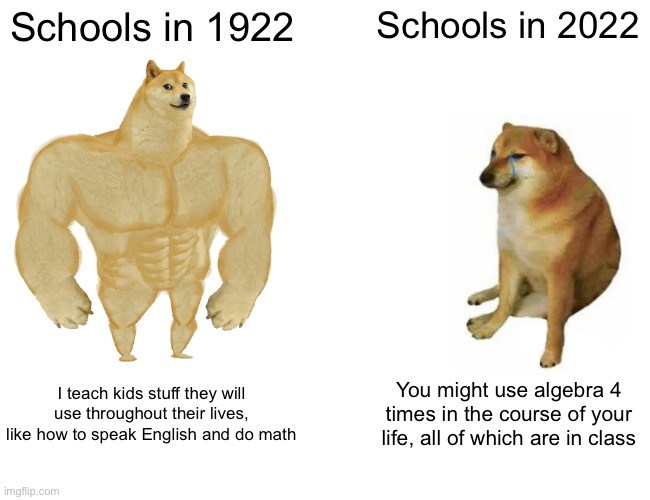 Schools in 1922
Schools in 2022
I teach kids stuff they will
use throughout their lives,
like how to speak English and do math
You might use algebra 4
times in the course of your
life, all of which are in class
imgflip.com